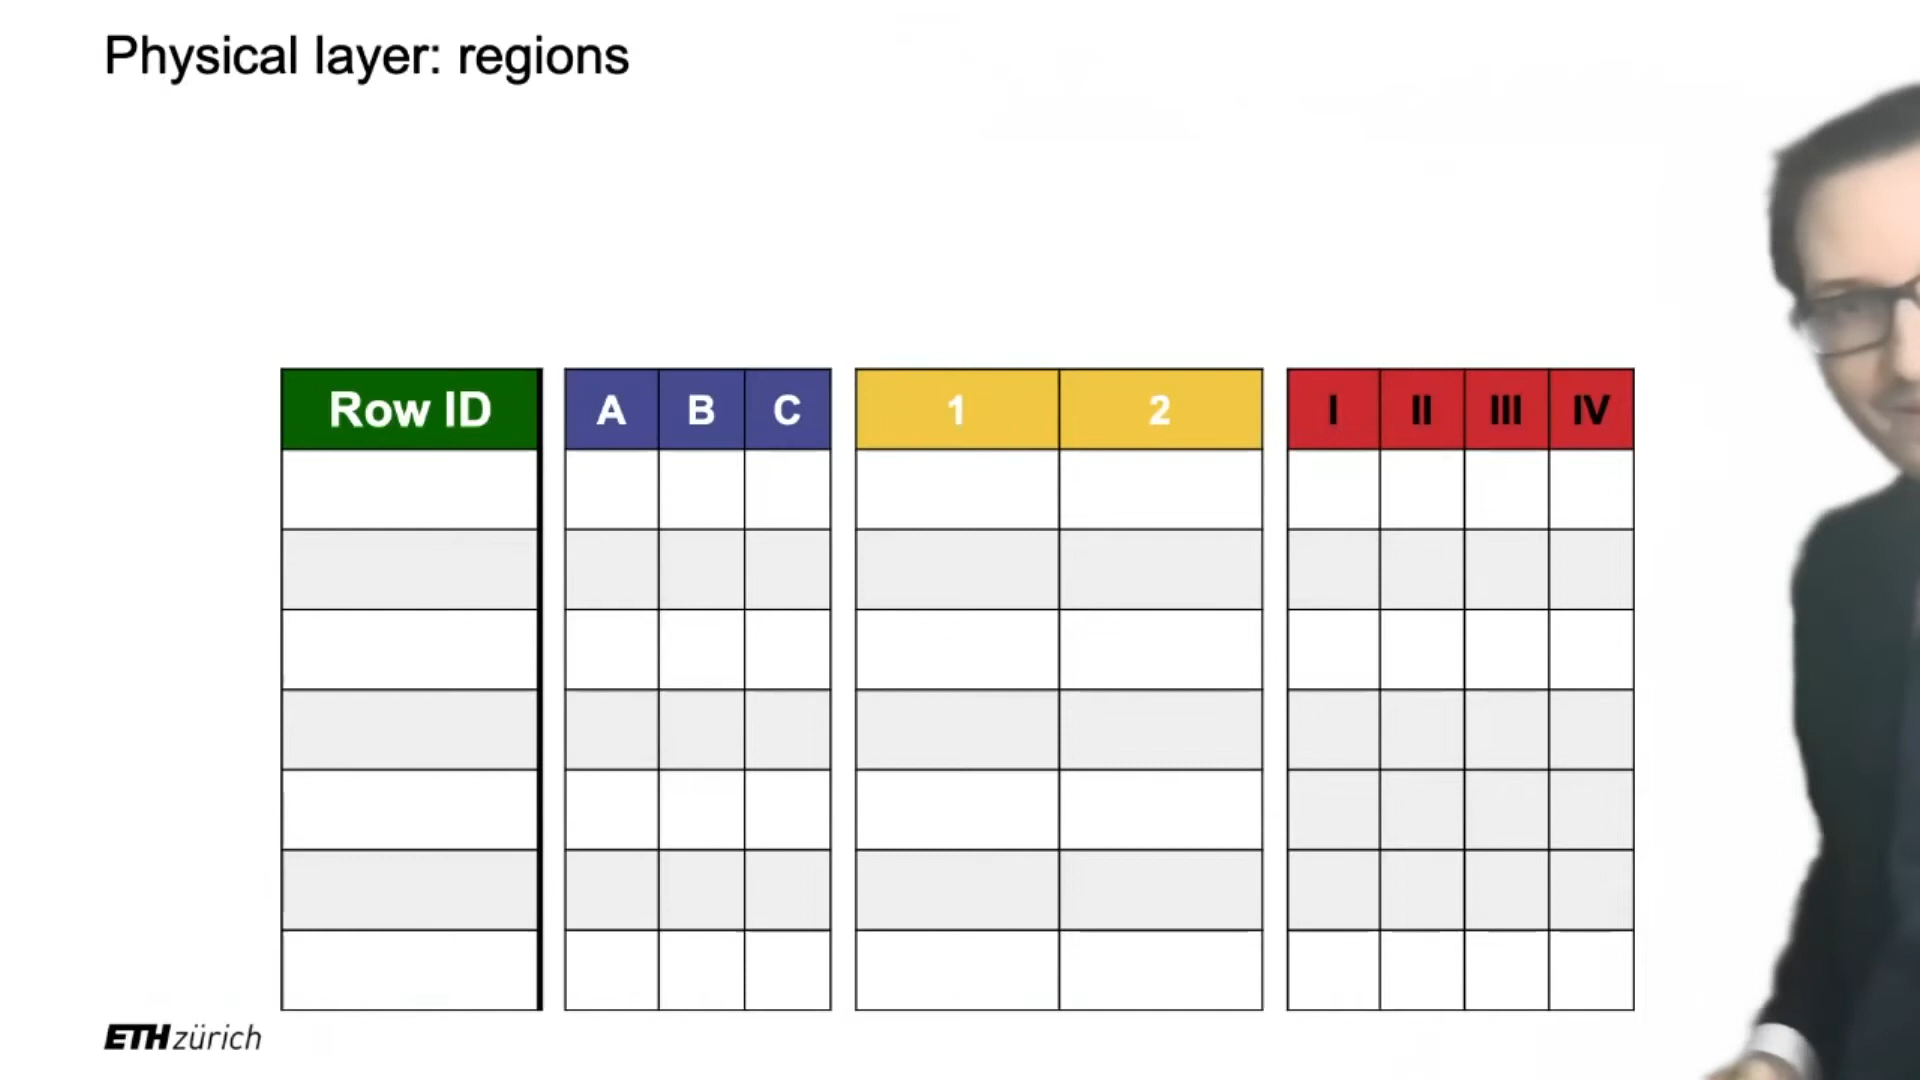 Physical layer: regions
Row ID A B C 1 2 I II III IV
ETH zürich